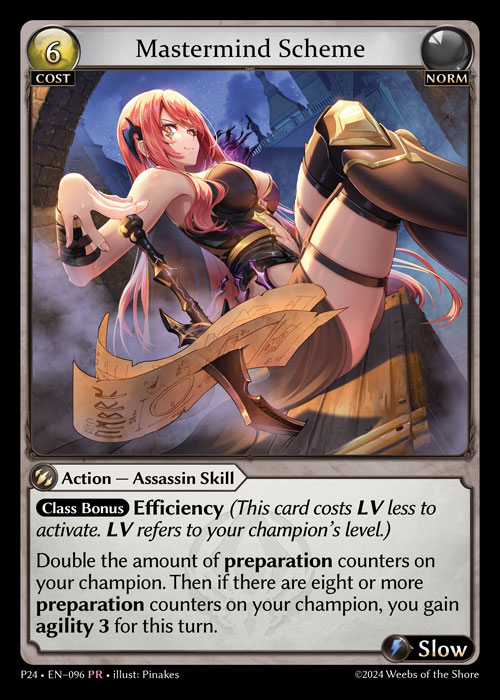 6
Mastermind Scheme
COST
NORM
Action — Assassin Skill
Class Bonus Efficiency (This card costs LV less to
activate. LV refers to your champion's level.)
Double the amount of preparation counters on
your champion. Then if there are eight or more
preparation counters on your champion, you gain
agility 3 for this turn.
Slow
P24 • EN–096 PR • illust: Pinakes
©2024 Weebs of the Shore